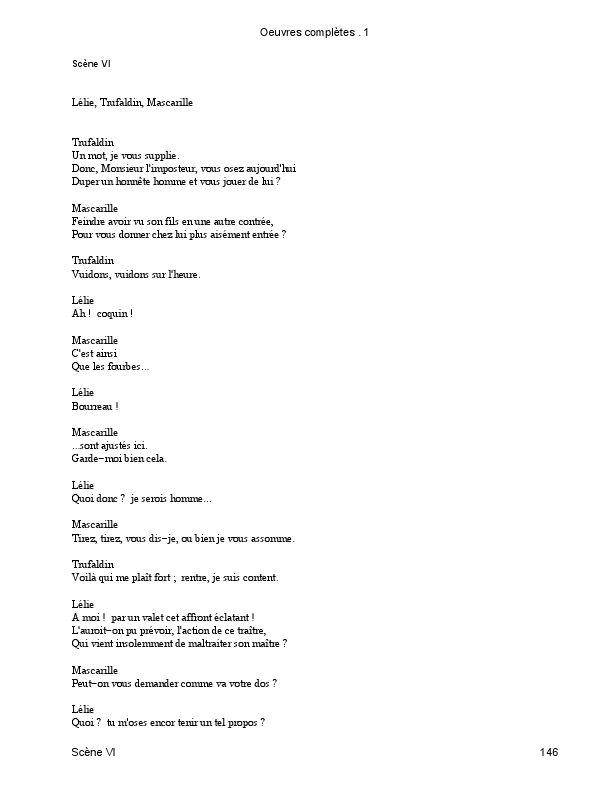 Oeuvres complètes . 1
Scène VI
Lélie, Trufaldin, Mascarille
Trufaldin
Un mot, je vous supplie.
Donc, Monsieur l'imposteur, vous osez aujourd'hui
Duper un honnête homme et vous jouer de lui ?
Mascarille
Feindre avoir vu son fils en une autre contrée,
Pour vous donner chez lui plus aisément entrée ?
Trufaldin
Vuidons, vuidons sur l'heure.
Lélie
Ah ! coquin !
Mascarille
C'est ainsi
Que les fourbes...
Lélie
Bourreau !
Mascarille
...sont ajustés ici.
Garde−moi bien cela.
Lélie
Quoi donc ? je serois homme...
Mascarille
Tirez, tirez, vous dis−je, ou bien je vous assomme.
Trufaldin
Voilà qui me plaît fort ; rentre, je suis content.
Lélie
A moi ! par un valet cet affront éclatant !
L'auroit−on pu prévoir, l'action de ce traître,
Qui vient insolemment de maltraiter son maître ?
Mascarille
Peut−on vous demander comme va votre dos ?
Lélie
Quoi ? tu m'oses encor tenir un tel propos ?
Scène VI 146